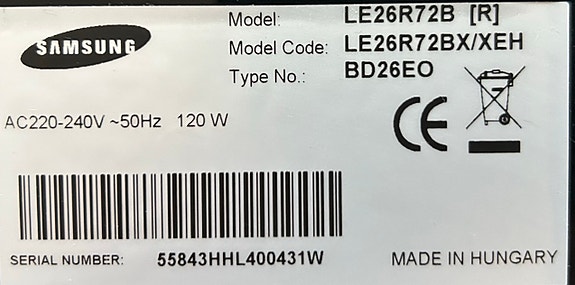 SAMSUNG
Model: LE26R72B [R]
Model Code: LE26R72BX/XEH
Type No.: BD26EO
AC220-240V ~50Hz 120 W
CE
SERIAL NUMBER: 55843HHL400431W
MADE IN HUNGARY